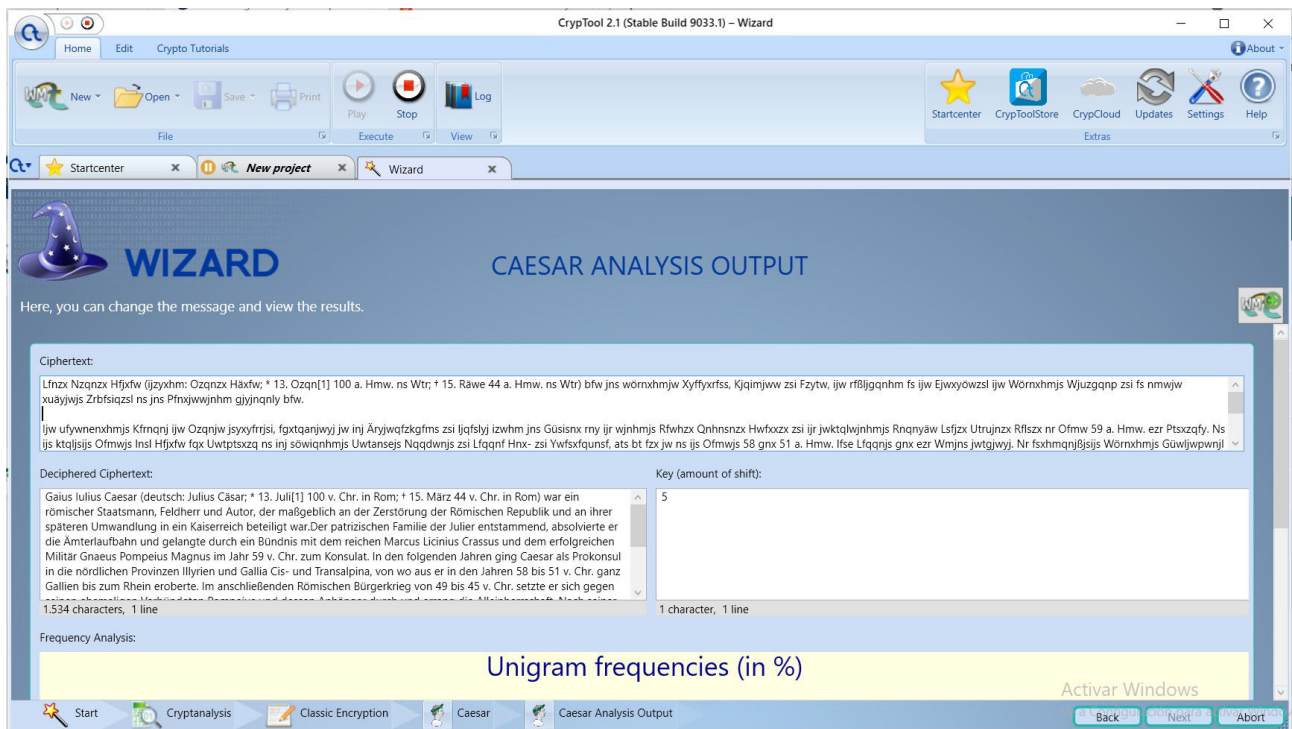 CrypTool 2.1 (Stable Build 9033.1) – Wizard
Home Edit Crypto Tutorials About
New Open Save Print Play Stop Log Startcenter CrypToolStore CrypCloud Updates Settings Help
File Execute View Extras
Startcenter New project Wizard
WIZARD
CAESAR ANALYSIS OUTPUT
Here, you can change the message and view the results.
Ciphertext:
Lfnzx Nzqnzx Hfjxfw (ijzyxhm: Ozqnzx Häxfw; * 13. Ozqn[1] 100 a. Hmw. ns Wtr; † 15. Räwe 44 a. Hmw. ns Wtr) bfw jns wörnxhmjw Xyffyxrfss, Kjqimjww zsi Fzytw, ijw rfßljgqnhm fs ijw Ejwxyöwzsl ijw Wörnxhmjs Wjuzgqnp zsi fs nmwjw
xuäyjwjs Zrbfsiqzsl ns jns Pfnxjwwjnhm gjyjnqnly bfw.
Ijw ufywnenxhmjs Kfrnqnj ijw Ozqnjw jsyxyfrrjsi, fgxtqanjwyj jw inj Äryjwqfzkgfms zsi ljqfslyj izwhm jns Güsisnx rny ijr wjnhmjs Rfwhzx Qnhnsnzx Hwfxxzx zsi ijr jwktqlwjnhmjs Rnqnyäw Lsfjzx Utrujnzx Rflszx nr Ofmw 59 a. Hmw. ezr Ptsxzqfy. Ns
ijs ktqljsijs Ofmwjs lnsl Hfjxfw fqx Uwtptsxzq ns inj söwiqnhmjs Uwtansejs Nqqdwnjs zsi Lfqqnf Hnx- zsi Ywfsxfqunsf, ats bt fzx jw ns ijs Ofmwjs 58 gnx 51 a. Hmw. lfse Lfqqnjs gnx ezr Wmjns jwtgjwyj. Nr fsxhmqnjßjsijs Wörnxhmjs Güwljwpwnjl
Deciphered Ciphertext:
Key (amount of shift):
Gaius Iulius Caesar (deutsch: Julius Cäsar; * 13. Juli[1] 100 v. Chr. in Rom; † 15. März 44 v. Chr. in Rom) war ein
römischer Staatsmann, Feldherr und Autor, der maßgeblich an der Zerstörung der Römischen Republik und an ihrer
späteren Umwandlung in ein Kaiserreich beteiligt war.Der patrizischen Familie der Julier entstammend, absolvierte er
die Ämterlaufbahn und gelangte durch ein Bündnis mit dem reichen Marcus Licinius Crassus und dem erfolgreichen
Militär Gnaeus Pompeius Magnus im Jahr 59 v. Chr. zum Konsulat. In den folgenden Jahren ging Caesar als Prokonsul
in die nördlichen Provinzen Illyrien und Gallia Cis- und Transalpina, von wo aus er in den Jahren 58 bis 51 v. Chr. ganz
Gallien bis zum Rhein eroberte. Im anschließenden Römischen Bürgerkrieg von 49 bis 45 v. Chr. setzte er sich gegen
5
1.534 characters, 1 line
1 character, 1 line
Frequency Analysis:
Unigram frequencies (in %)
Activar Windows
Start Cryptanalysis Classic Encryption Caesar Caesar Analysis Output
Back Next Abort